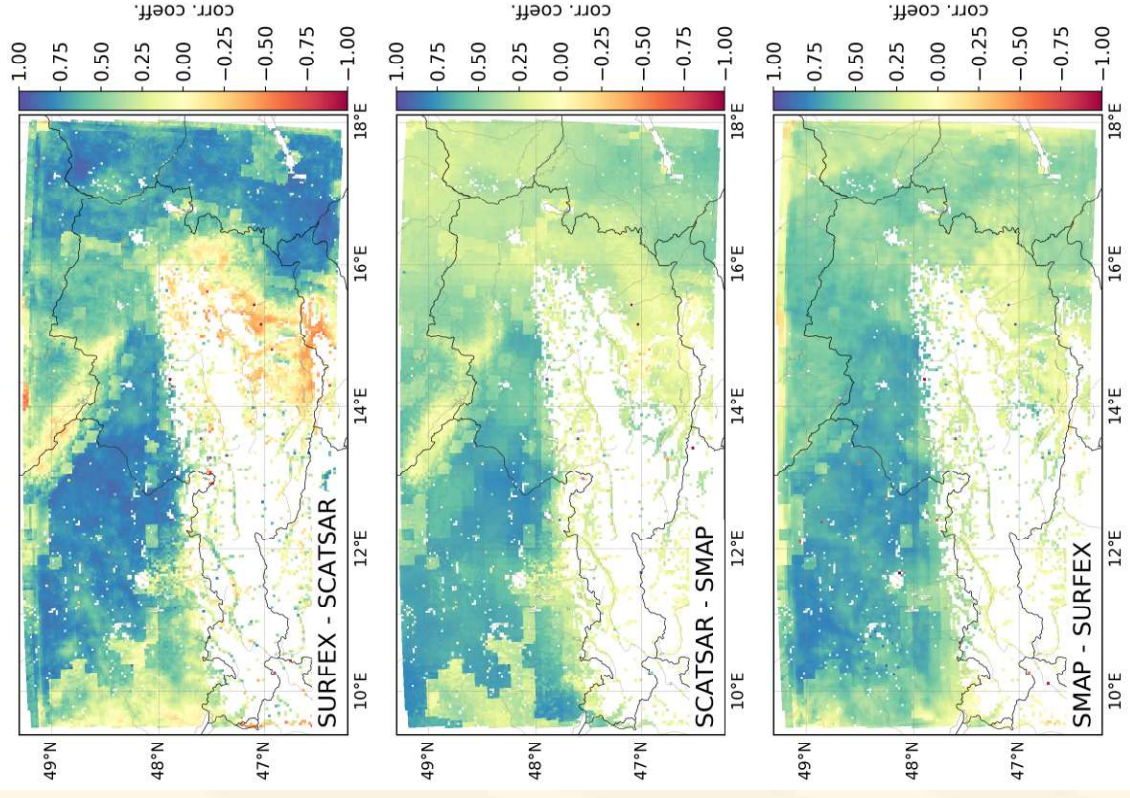 1.00
0.75
0.50
0.25
0.00
−0.25
−0.50
−0.75
−1.00
corr. coeff.
49°N
48°N
47°N
SURFEX - SCATSAR
10°E
12°E
14°E
16°E
18°E
1.00
0.75
0.50
0.25
0.00
−0.25
−0.50
−0.75
−1.00
corr. coeff.
49°N
48°N
47°N
SCATSAR - SMAP
10°E
12°E
14°E
16°E
18°E
1.00
0.75
0.50
0.25
0.00
−0.25
−0.50
−0.75
−1.00
corr. coeff.
49°N
48°N
47°N
SMAP - SURFEX
10°E
12°E
14°E
16°E
18°E